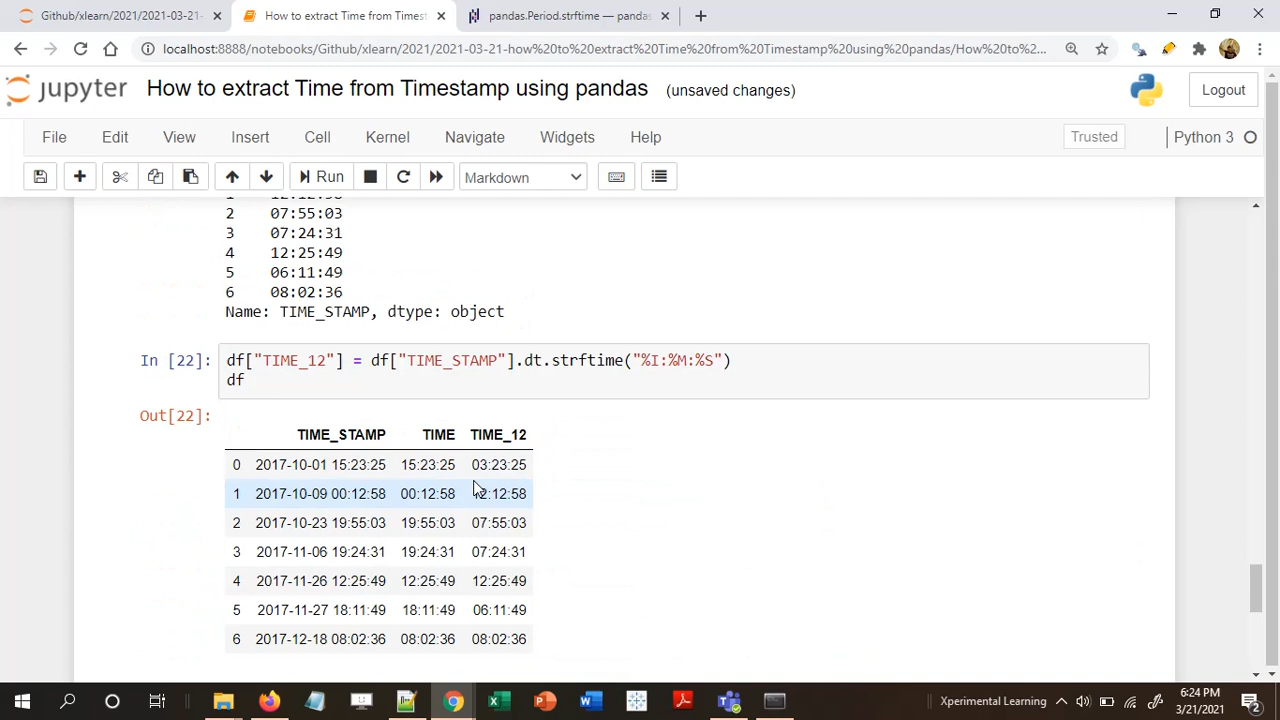 Github/xlearn/2021/2021-03-21-
How to extract Time from Timest
pandas.Period.strftime — pandas
localhost:8888/notebooks/Github/xlearn/2021/2021-03-21-how%20to%20extract%20Time%20from%20Timestamp%20using%20pandas/How%20to%...
jupyter How to extract Time from Timestamp using pandas (unsaved changes) Logout
File Edit View Insert Cell Kernel Navigate Widgets Help Trusted Python 3
Run Markdown
2 07:55:03
3 07:24:31
4 12:25:49
5 06:11:49
6 08:02:36
Name: TIME_STAMP, dtype: object
In [22]: df["TIME_12"] = df["TIME_STAMP"].dt.strftime("%I:%M:%S")
df
Out[22]:
TIME_STAMP TIME TIME_12
0 2017-10-01 15:23:25 15:23:25 03:23:25
1 2017-10-09 00:12:58 00:12:58 12:12:58
2 2017-10-23 19:55:03 19:55:03 07:55:03
3 2017-11-06 19:24:31 19:24:31 07:24:31
4 2017-11-26 12:25:49 12:25:49 12:25:49
5 2017-11-27 18:11:49 18:11:49 06:11:49
6 2017-12-18 08:02:36 08:02:36 08:02:36
Xperimental Learning
6:24 PM
3/21/2021
2